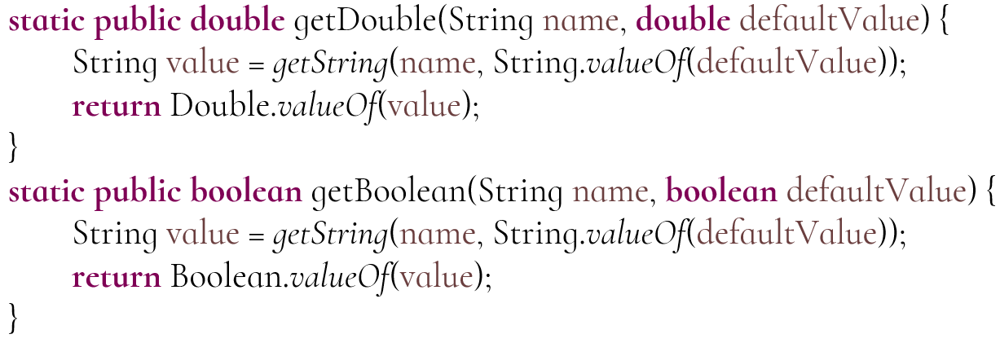 static public double getDouble(String name, double defaultValue) {
String value = getString(name, String.valueOf(defaultValue));
return Double.valueOf(value);
}
static public boolean getBoolean(String name, boolean defaultValue) {
String value = getString(name, String.valueOf(defaultValue));
return Boolean.valueOf(value);
}